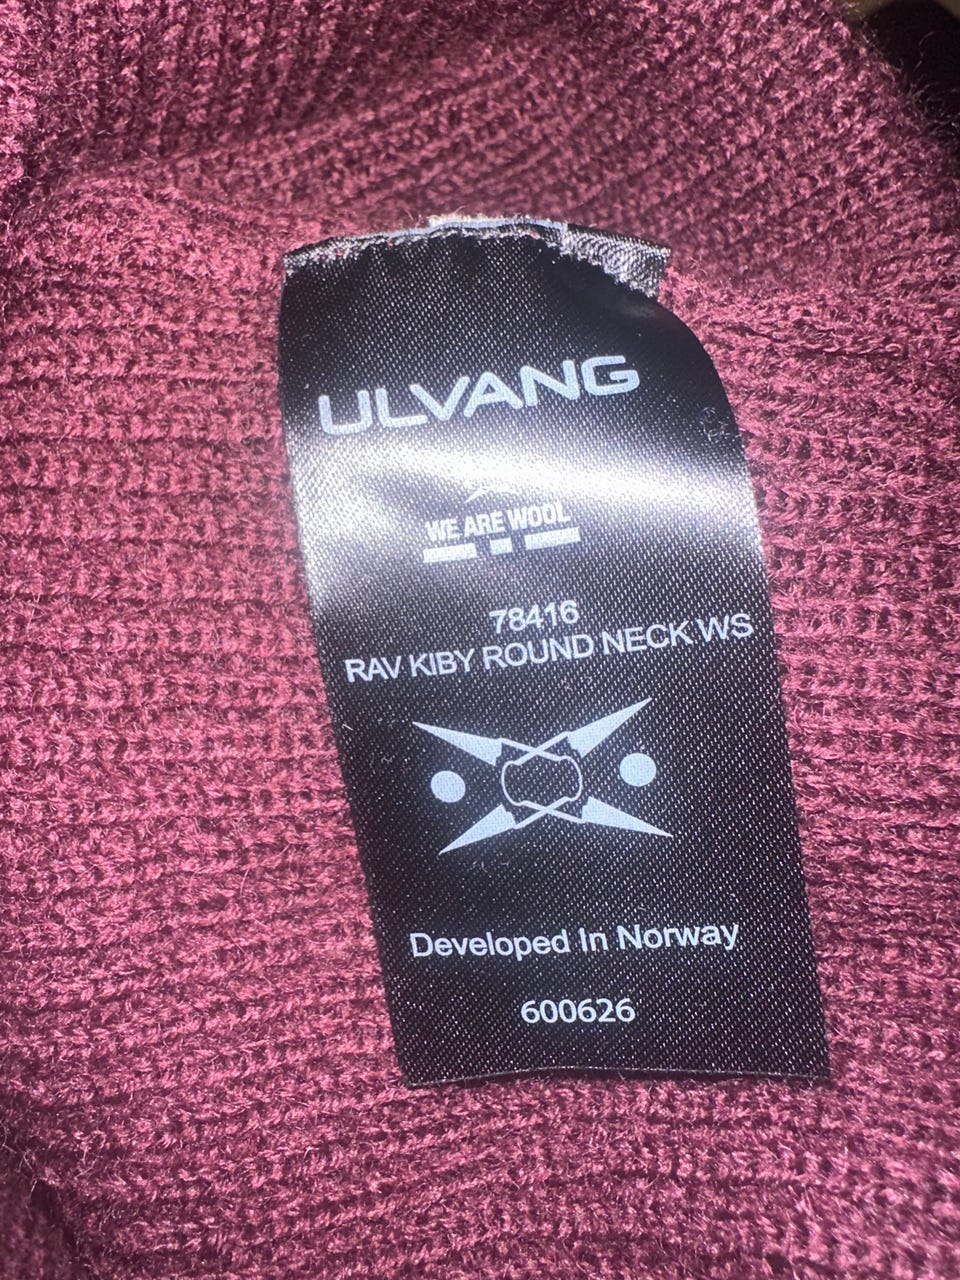 ULVANG
WE ARE WOOL
78416
RAV KIBY ROUND NECK WS
Developed In Norway
600626